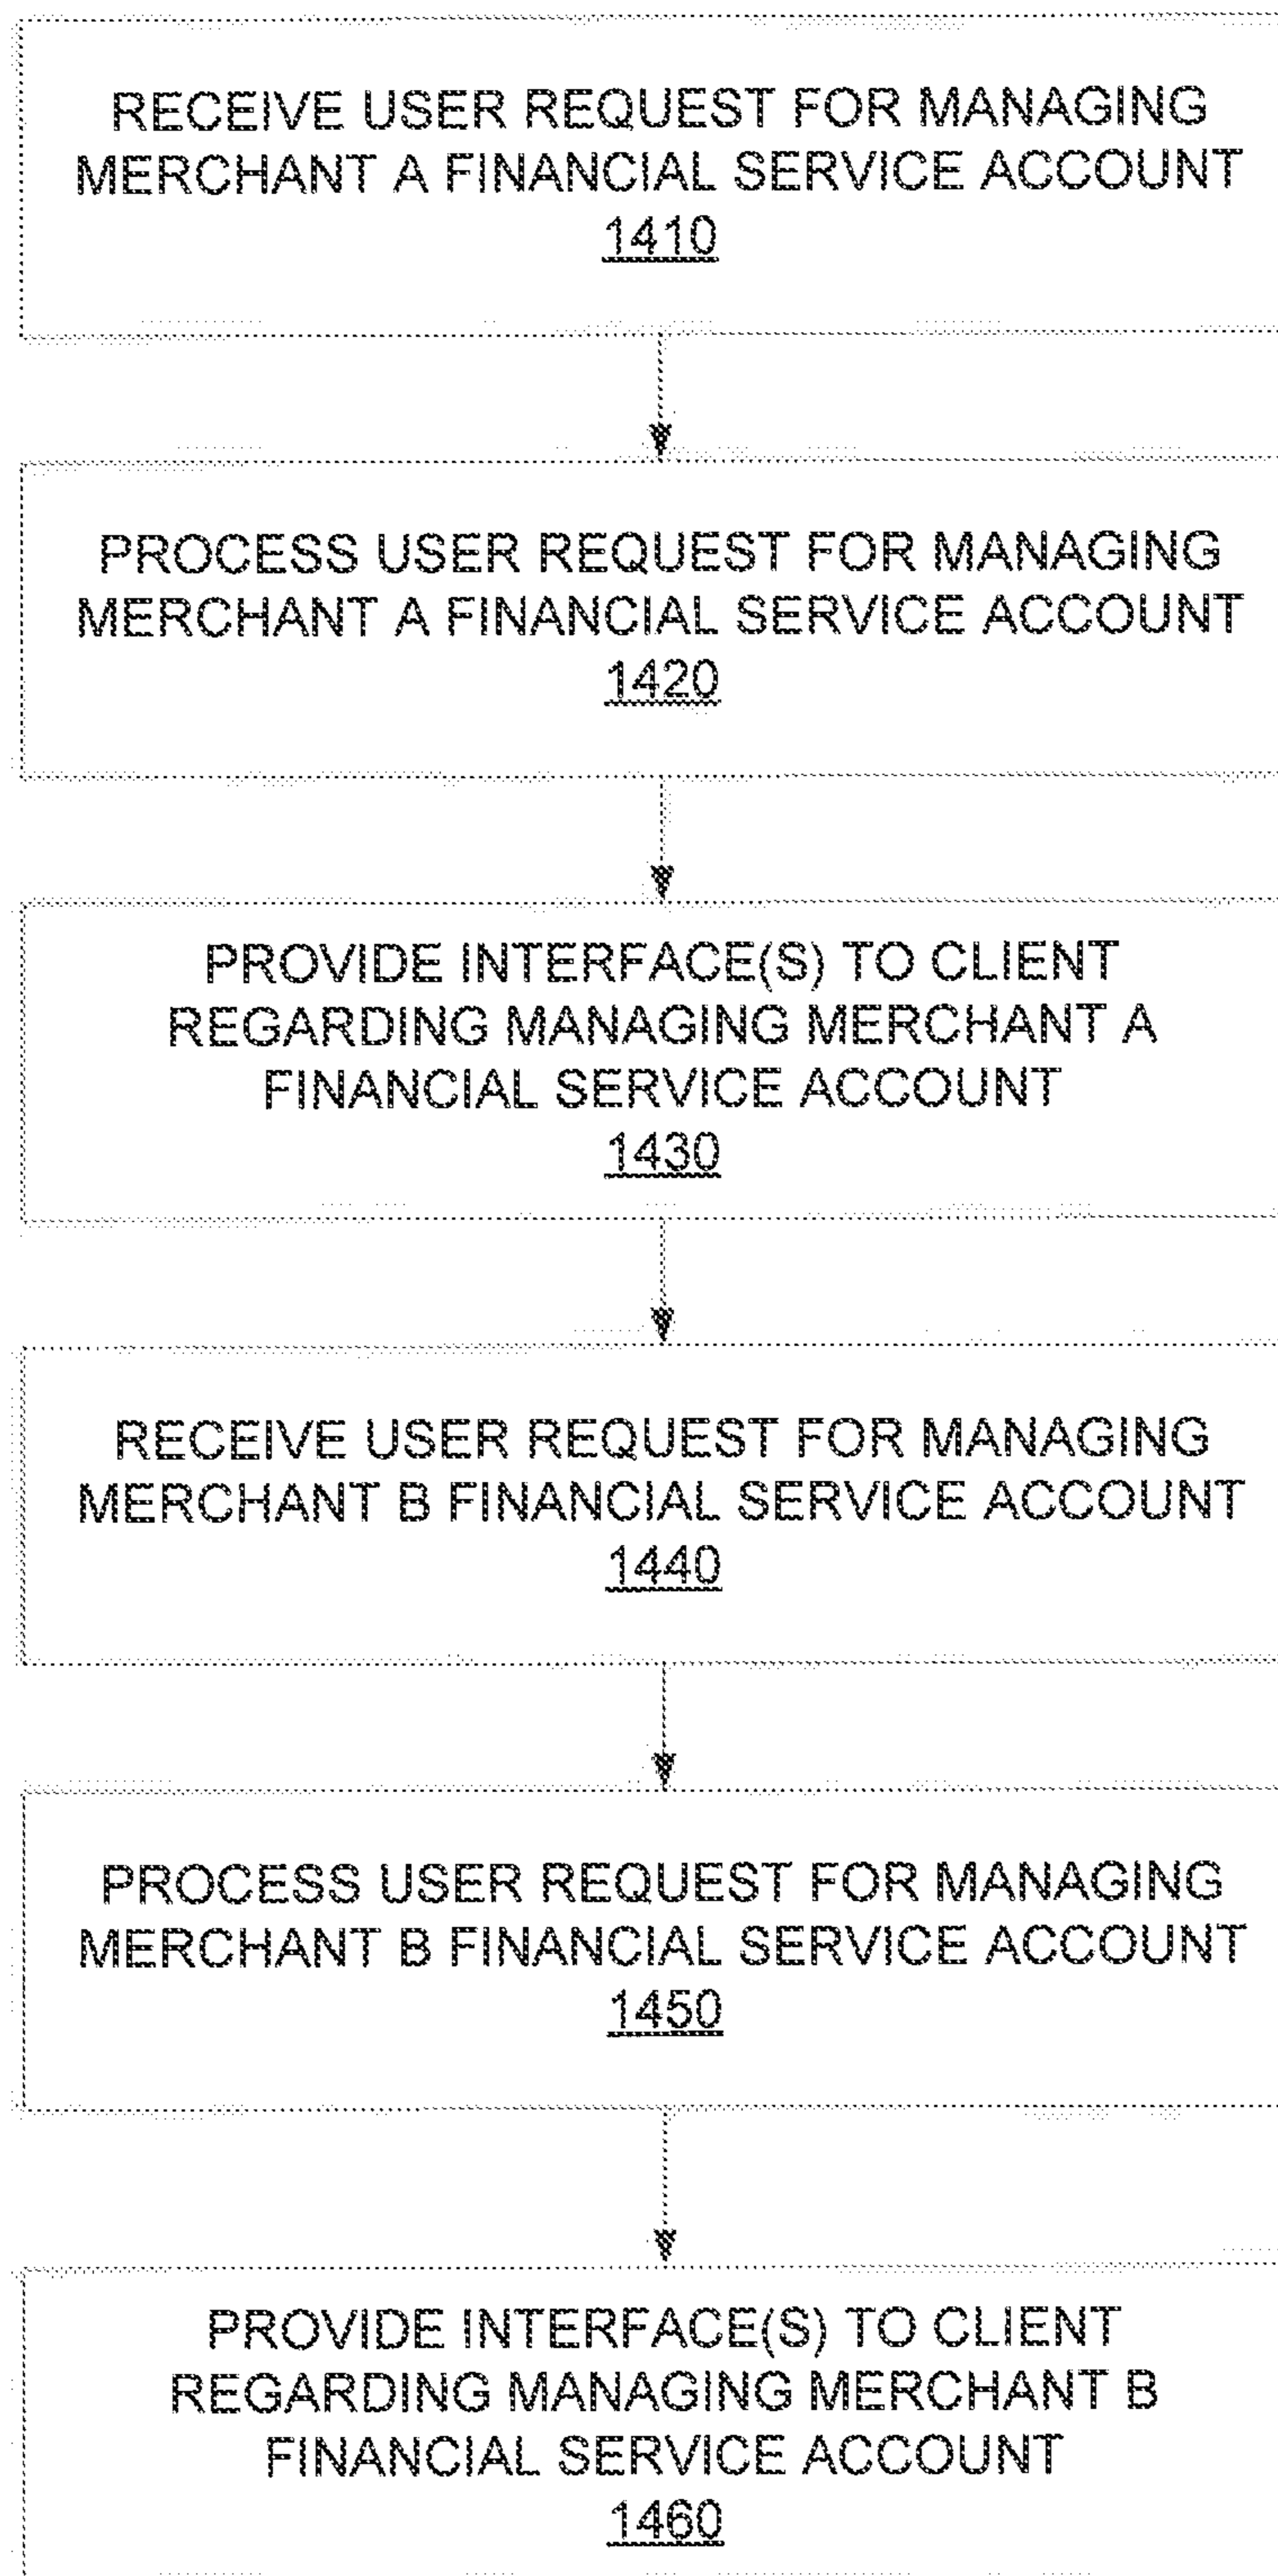 RECEIVE USER REQUEST FOR MANAGING
MERCHANT A FINANCIAL SERVICE ACCOUNT
1410
PROCESS USER REQUEST FOR MANAGING
MERCHANT A FINANCIAL SERVICE ACCOUNT
1420
PROVIDE INTERFACE(S) TO CLIENT
REGARDING MANAGING MERCHANT A
FINANCIAL SERVICE ACCOUNT
1430
RECEIVE USER REQUEST FOR MANAGING
MERCHANT B FINANCIAL SERVICE ACCOUNT
1440
PROCESS USER REQUEST FOR MANAGING
MERCHANT B FINANCIAL SERVICE ACCOUNT
1450
PROVIDE INTERFACE(S) TO CLIENT
REGARDING MANAGING MERCHANT B
FINANCIAL SERVICE ACCOUNT
1460